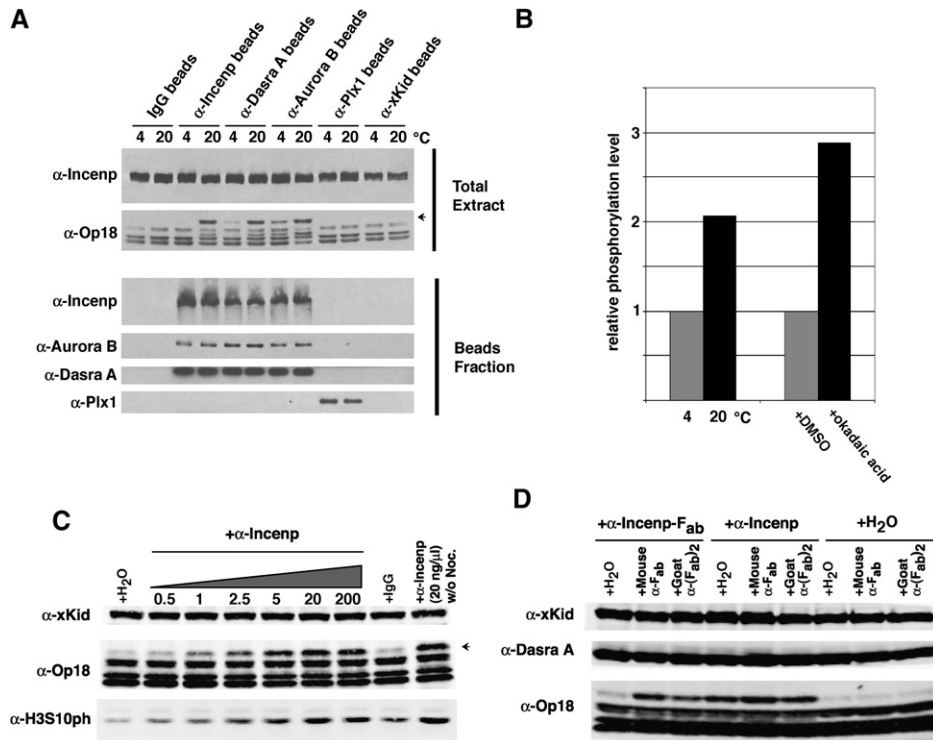 A
IgG beads
α-Incenp beads
α-Dasra A beads
α-Aurora B beads
α-Plx1 beads
α-xKid beads
4 20 4 20 4 20 4 20 4 20 4 20 °C
α-Incenp
α-Op18
Total
Extract
α-Incenp
α-Aurora B
α-Dasra A
α-Plx1
Beads
Fraction
B
relative phosphorylation level
3
2
1
4 20 °C
+DMSO
+okadaic acid
C
+α-Incenp
+H2O
0.5 1 2.5 5 20 200
+IgG
+α-Incenp
(20 ng/µl)
w/o Noc.
α-xKid
α-Op18
α-H3S10ph
D
+α-Incenp-Fab
+α-Incenp
+H2O
+H2O
+Mouse
α-Fab
+Goat
α-(Fab)2
+H2O
+Mouse
α-Fab
+Goat
α-(Fab)2
+H2O
+Mouse
α-Fab
+Goat
α-(Fab)2
α-xKid
α-Dasra A
α-Op18